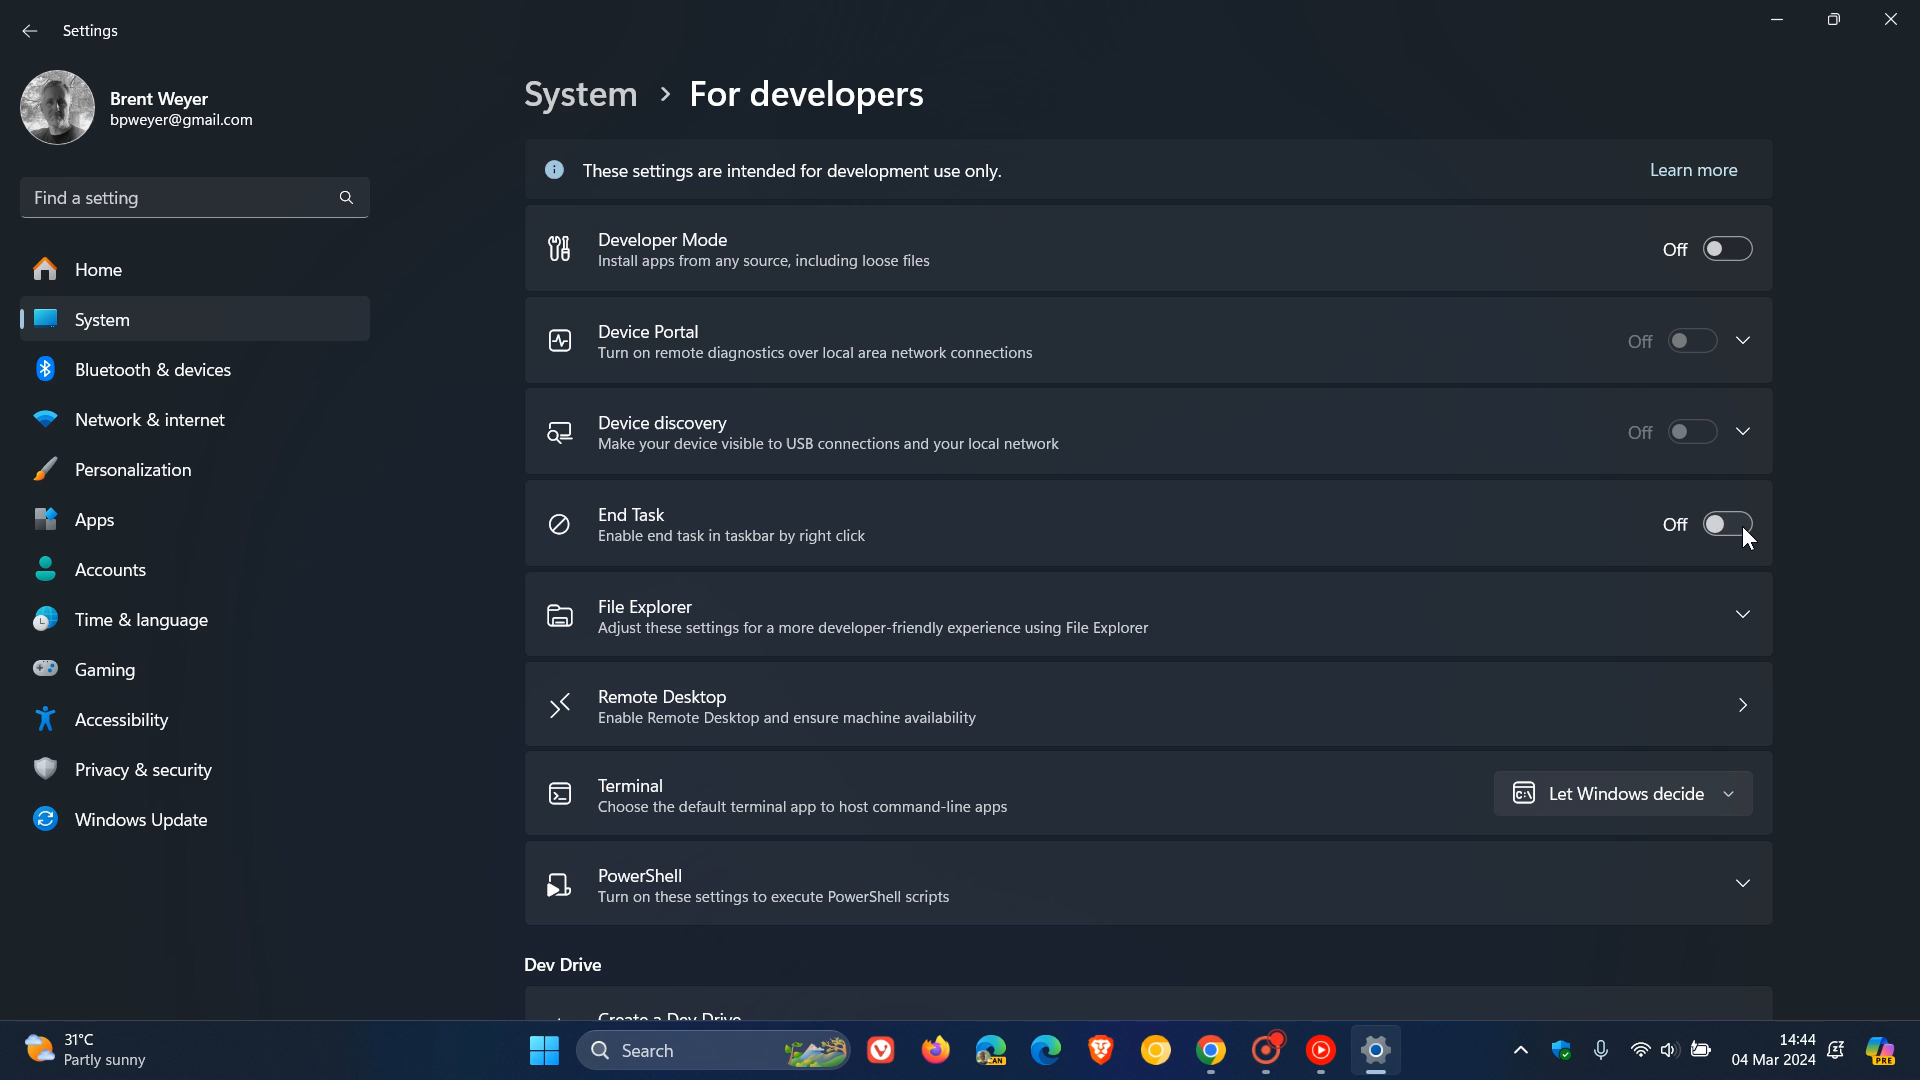 Settings
Brent Weyer
bpweyer@gmail.com
Find a setting
Home
System
Bluetooth & devices
Network & internet
Personalization
Apps
Accounts
Time & language
Gaming
Accessibility
Privacy & security
Windows Update
System > For developers
These settings are intended for development use only.
Learn more
Developer Mode
Install apps from any source, including loose files
Off
Device Portal
Turn on remote diagnostics over local area network connections
Off
Device discovery
Make your device visible to USB connections and your local network
Off
End Task
Enable end task in taskbar by right click
Off
File Explorer
Adjust these settings for a more developer-friendly experience using File Explorer
Remote Desktop
Enable Remote Desktop and ensure machine availability
Terminal
Choose the default terminal app to host command-line apps
Let Windows decide
PowerShell
Turn on these settings to execute PowerShell scripts
Dev Drive
Create a Dev Drive
31°C
Partly sunny
Search
CAN
14:44
04 Mar 2024
PRE